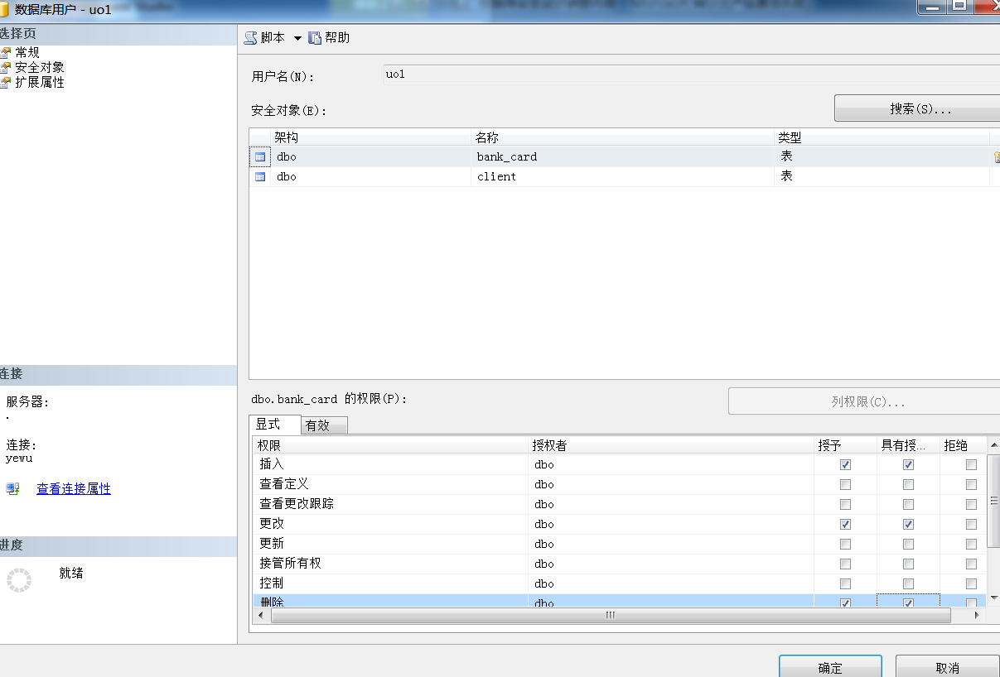 数据库用户 - uo1
选择页
常规
安全对象
扩展属性
脚本 帮助
用户名(N): uo1
安全对象(E): 搜索(S)...
架构 名称 类型
dbo bank_card 表
dbo client 表
连接
服务器:
.
连接:
yewu
查看连接属性
进度
就绪
dbo.bank_card 的权限(P): 列权限(C)...
显式 有效
权限 授权者 授予 具有授... 拒绝
插入 dbo
查看定义 dbo
查看更改跟踪 dbo
更改 dbo
更新 dbo
接管所有权 dbo
控制 dbo
删除 dbo
确定 取消